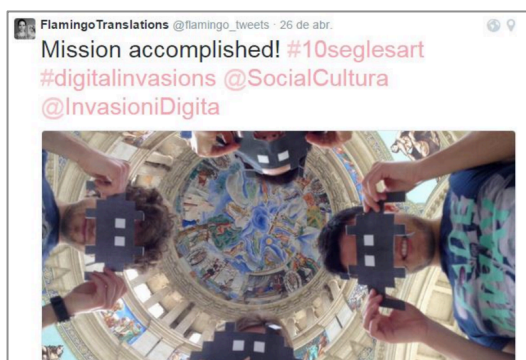 FlamingoTranslations @flamingo_tweets · 26 de abr.
Mission accomplished! #10seglesart
#digitalinvasions @SocialCultura
@InvasioniDigita